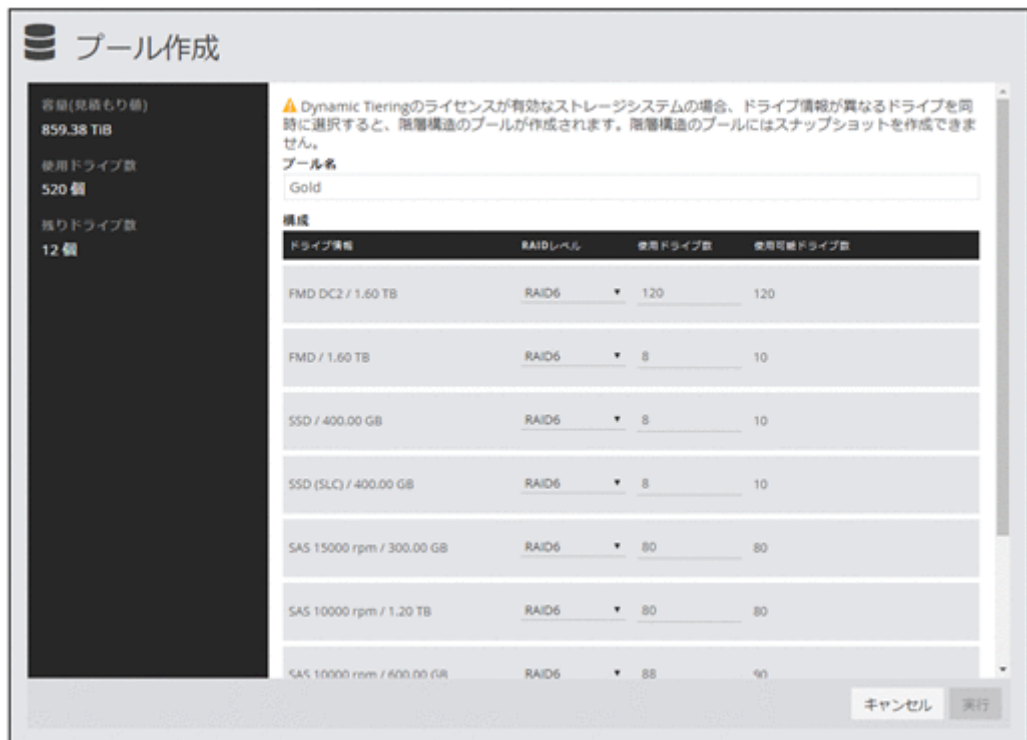 プール作成
容量(見積もり値)
859.38 TiB
使用ドライブ数
520 個
残りドライブ数
12 個
Dynamic Tieringのライセンスが有効なストレージシステムの場合、ドライブ情報が異なるドライブを同
時に選択すると、階層構造のプールが作成されます。階層構造のプールにはスナップショットを作成できま
せん。
プール名
Gold
構成
ドライブ情報 RAIDレベル 使用ドライブ数 使用可能ドライブ数
FMD DC2 / 1.60 TB RAID6 120 120
FMD / 1.60 TB RAID6 8 10
SSD / 400.00 GB RAID6 8 10
SSD (SLC) / 400.00 GB RAID6 8 10
SAS 15000 rpm / 300.00 GB RAID6 80 80
SAS 10000 rpm / 1.20 TB RAID6 80 80
SAS 10000 rpm / 600.00 GB RAID6 88 90
キャンセル 実行